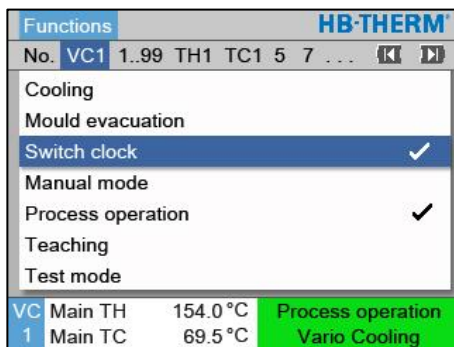 Functions HB-THERM®
No. VC1 1..99 TH1 TC1 5 7 ...
Cooling
Mould evacuation
Switch clock
Manual mode
Process operation
Teaching
Test mode
VC Main TH 154.0 °C Process operation
1 Main TC 69.5 °C Vario Cooling